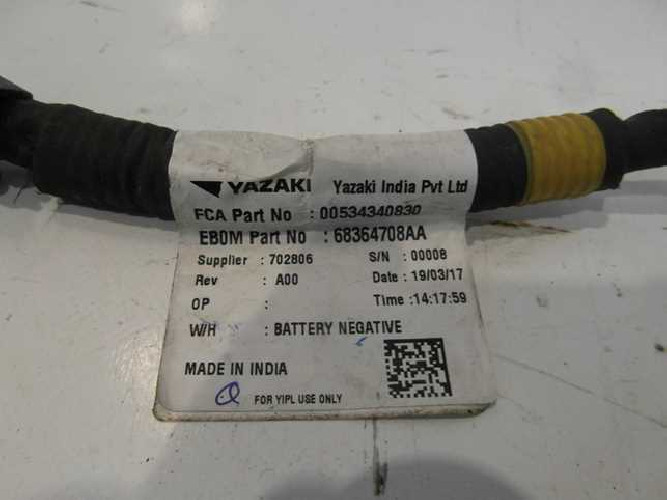 YAZAKI Yazaki India Pvt Ltd
FCA Part No : 00534340830
EBOM Part No : 68364708AA
Supplier : 702806 S/N : 00008
Rev : A00 Date : 19/03/17
OP : Time :14:17:59
W/H : BATTERY NEGATIVE
MADE IN INDIA
FOR YIPL USE ONLY